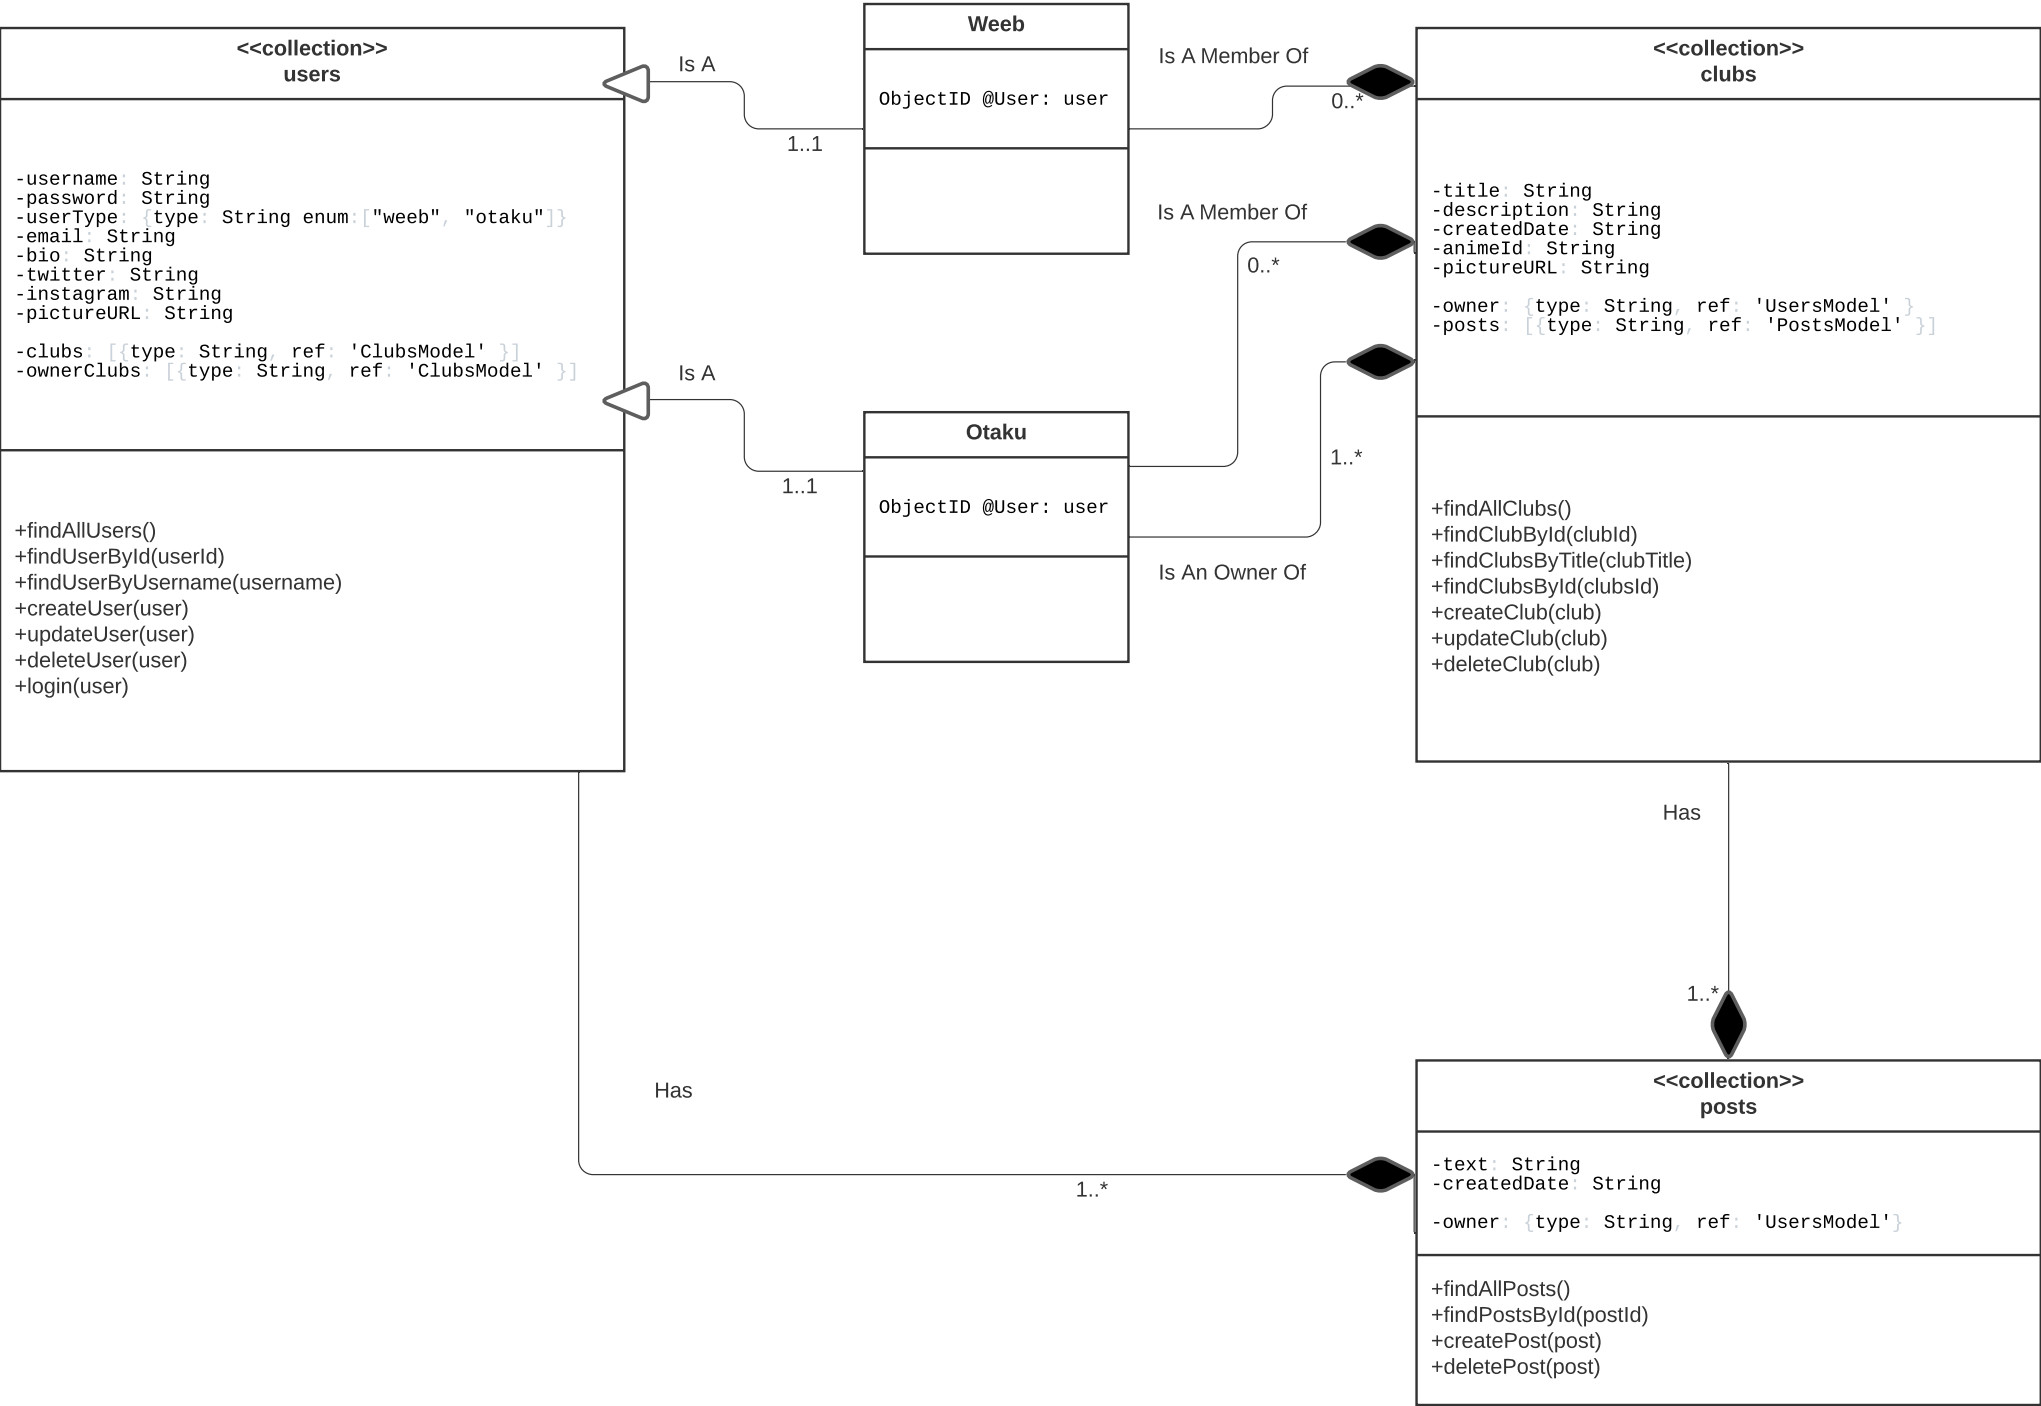 <<collection>>
users
-username: String
-password: String
-userType: {type: String enum:["weeb", "otaku"]}
-email: String
-bio: String
-twitter: String
-instagram: String
-pictureURL: String
-clubs: [{type: String, ref: 'ClubsModel' }]
-ownerClubs: [{type: String, ref: 'ClubsModel' }]
+findAllUsers()
+findUserById(userId)
+findUserByUsername(username)
+createUser(user)
+updateUser(user)
+deleteUser(user)
+login(user)
Is A
1..1
Is A
1..1
Weeb
ObjectID @User: user
Otaku
ObjectID @User: user
Is A Member Of
0..*
Is A Member Of
0..*
1..*
Is An Owner Of
<<collection>>
clubs
-title: String
-description: String
-createdDate: String
-animeId: String
-pictureURL: String
-owner: {type: String, ref: 'UsersModel' }
-posts: [{type: String, ref: 'PostsModel' }]
+findAllClubs()
+findClubById(clubId)
+findClubsByTitle(clubTitle)
+findClubsById(clubsId)
+createClub(club)
+updateClub(club)
+deleteClub(club)
Has
1..*
Has
1..*
<<collection>>
posts
-text: String
-createdDate: String
-owner: {type: String, ref: 'UsersModel'}
+findAllPosts()
+findPostsById(postId)
+createPost(post)
+deletePost(post)